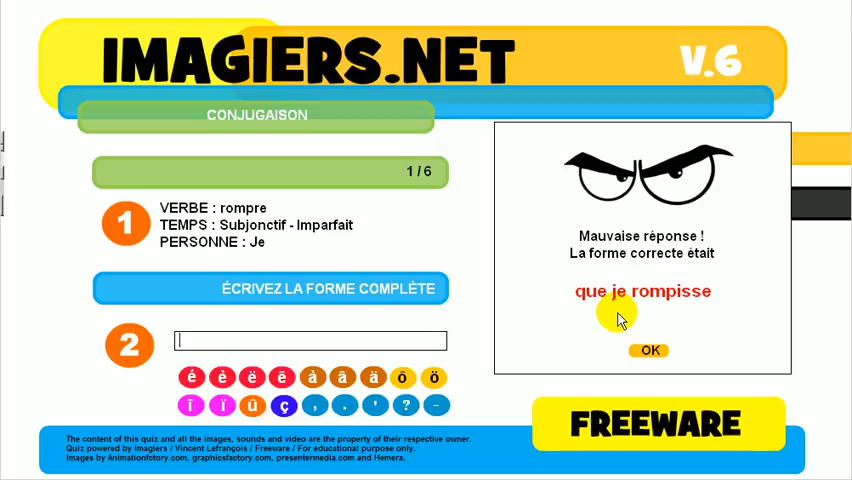 IMAGIERS.NET
V.6
CONJUGAISON
1 / 6
1
VERBE : rompre
TEMPS : Subjonctif - Imparfait
PERSONNE : Je
ÉCRIVEZ LA FORME COMPLÈTE
2
é è ë ê à â ä ô ö
î ï û ç , . ' ? -
Mauvaise réponse !
La forme correcte était
que je rompisse
OK
FREEWARE
The content of this quiz and all the images, sounds and video are the property of their respective owner.
Quiz powered by Imagiers / Vincent Lefrançois / Freeware / For educational purpose only.
Images by Animationfctory.com, graphicsfactory.com, presentermedia.com and Hemera.